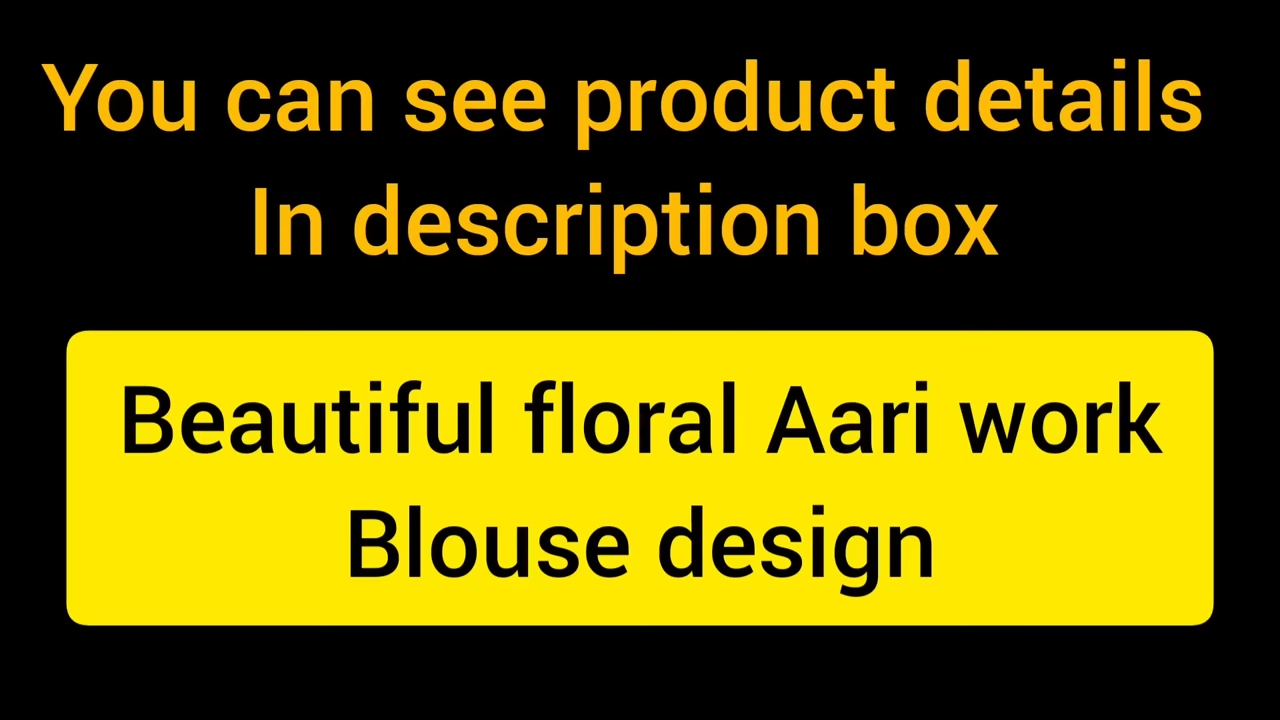 You can see product details
In description box
Beautiful floral Aari work
Blouse design